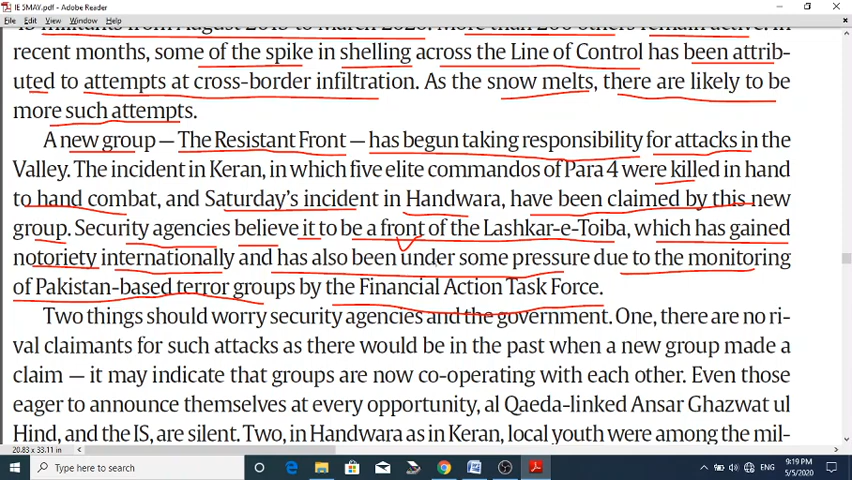 IE 5MAY.pdf - Adobe Reader
File Edit View Window Help
recent months, some of the spike in shelling across the Line of Control has been attrib-
uted to attempts at cross-border infiltration. As the snow melts, there are likely to be
more such attempts.
A new group — The Resistant Front — has begun taking responsibility for attacks in the
Valley. The incident in Keran, in which five elite commandos of Para 4 were killed in hand
to hand combat, and Saturday's incident in Handwara, have been claimed by this new
group. Security agencies believe it to be a front of the Lashkar-e-Toiba, which has gained
notoriety internationally and has also been under some pressure due to the monitoring
of Pakistan-based terror groups by the Financial Action Task Force.
Two things should worry security agencies and the government. One, there are no ri-
val claimants for such attacks as there would be in the past when a new group made a
claim — it may indicate that groups are now co-operating with each other. Even those
eager to announce themselves at every opportunity, al Qaeda-linked Ansar Ghazwat ul
Hind, and the IS, are silent. Two, in Handwara as in Keran, local youth were among the mil-
20.83 x 33.11 in
Type here to search
ENG
9:19 PM
5/5/2020